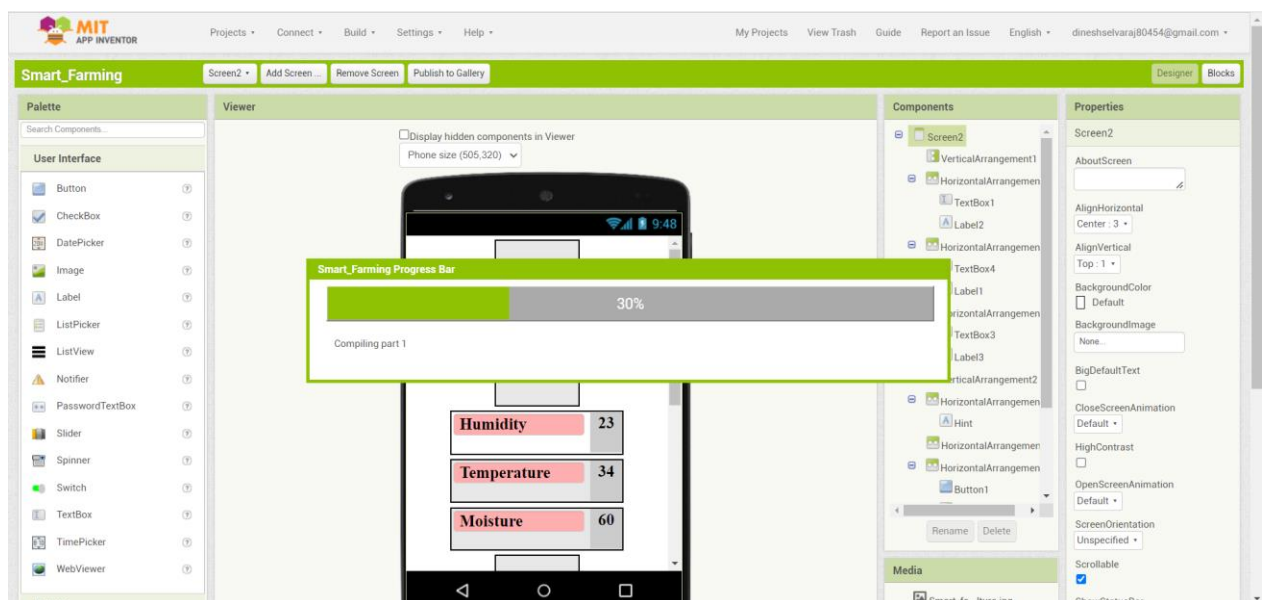 MIT
APP INVENTOR
Projects Connect Build Settings Help My Projects View Trash Guide Report an Issue English dineshselvaraj80454@gmail.com
Smart_Farming Screen2 Add Screen ... Remove Screen Publish to Gallery Designer Blocks
Palette
Search Components...
User Interface
Button
CheckBox
DatePicker
Image
Label
ListPicker
ListView
Notifier
PasswordTextBox
Slider
Spinner
Switch
TextBox
TimePicker
WebViewer
Viewer
Display hidden components in Viewer
Phone size (505,320)
9:48
Smart_Farming Progress Bar
30%
Compiling part 1
Humidity 23
Temperature 34
Moisture 60
Components
Screen2
VerticalArrangement1
HorizontalArrangemen
TextBox1
Label2
HorizontalArrangemen
TextBox4
Label1
orizontalArrangemen
TextBox3
Label3
erticalArrangement2
HorizontalArrangemen
Hint
HorizontalArrangemen
HorizontalArrangemen
Button1
Rename Delete
Media
Properties
Screen2
AboutScreen
AlignHorizontal
Center : 3
AlignVertical
Top : 1
BackgroundColor
Default
BackgroundImage
None...
BigDefaultText
CloseScreenAnimation
Default
HighContrast
OpenScreenAnimation
Default
ScreenOrientation
Unspecified
Scrollable